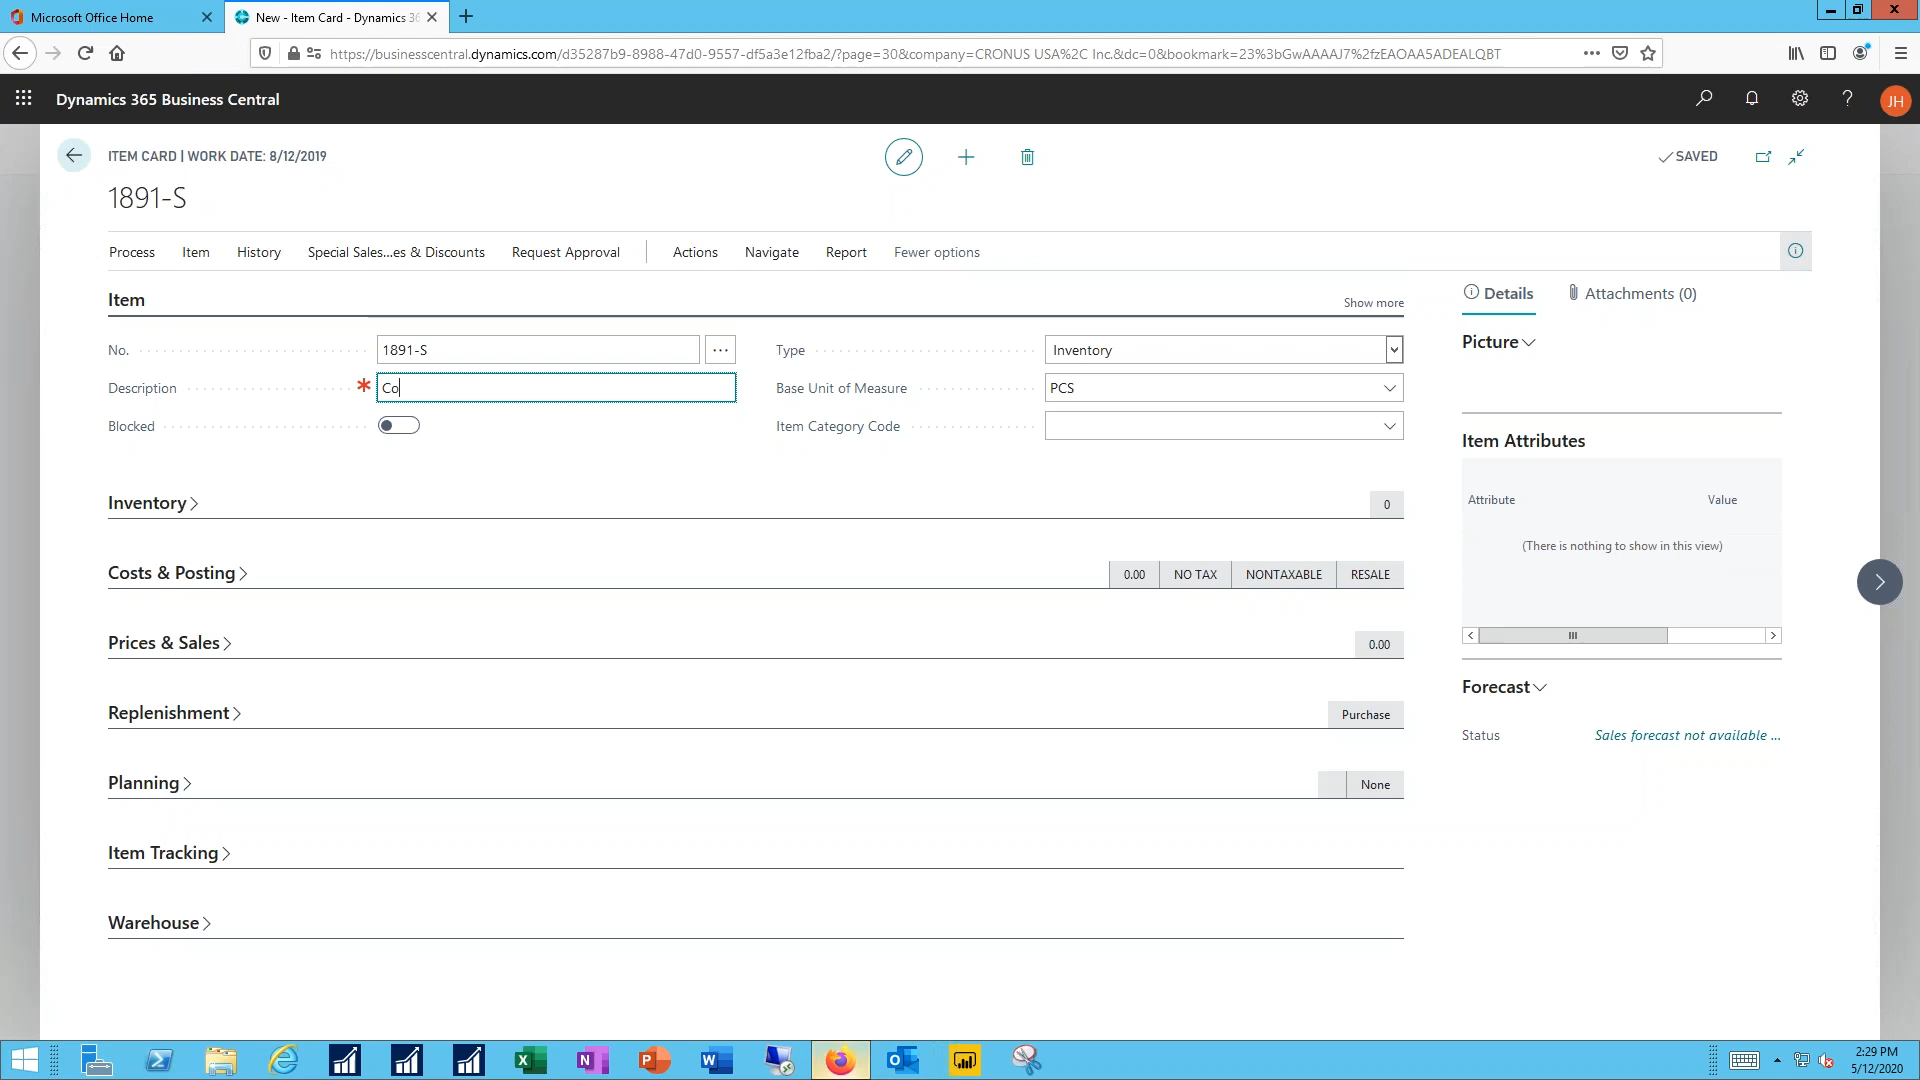 Microsoft Office Home
New - Item Card - Dynamics 36
https://businesscentral.dynamics.com/d35287b9-8988-47d0-9557-df5a3e12fba2/?page=30&company=CRONUS USA%2C Inc.&dc=0&bookmark=23%3bGwAAAAJ7%2fzEAOAA5ADEALQBT
Dynamics 365 Business Central
JH
ITEM CARD | WORK DATE: 8/12/2019
SAVED
1891-S
Process Item History Special Sales...es & Discounts Request Approval Actions Navigate Report Fewer options
Item
Show more
No. 1891-S
Description Co
Blocked
Type Inventory
Base Unit of Measure PCS
Item Category Code
Inventory 0
Costs & Posting 0.00 NO TAX NONTAXABLE RESALE
Prices & Sales 0.00
Replenishment Purchase
Planning None
Item Tracking
Warehouse
Details Attachments (0)
Picture
Item Attributes
Attribute Value
(There is nothing to show in this view)
Forecast
Status Sales forecast not available ...
2:29 PM
5/12/2020